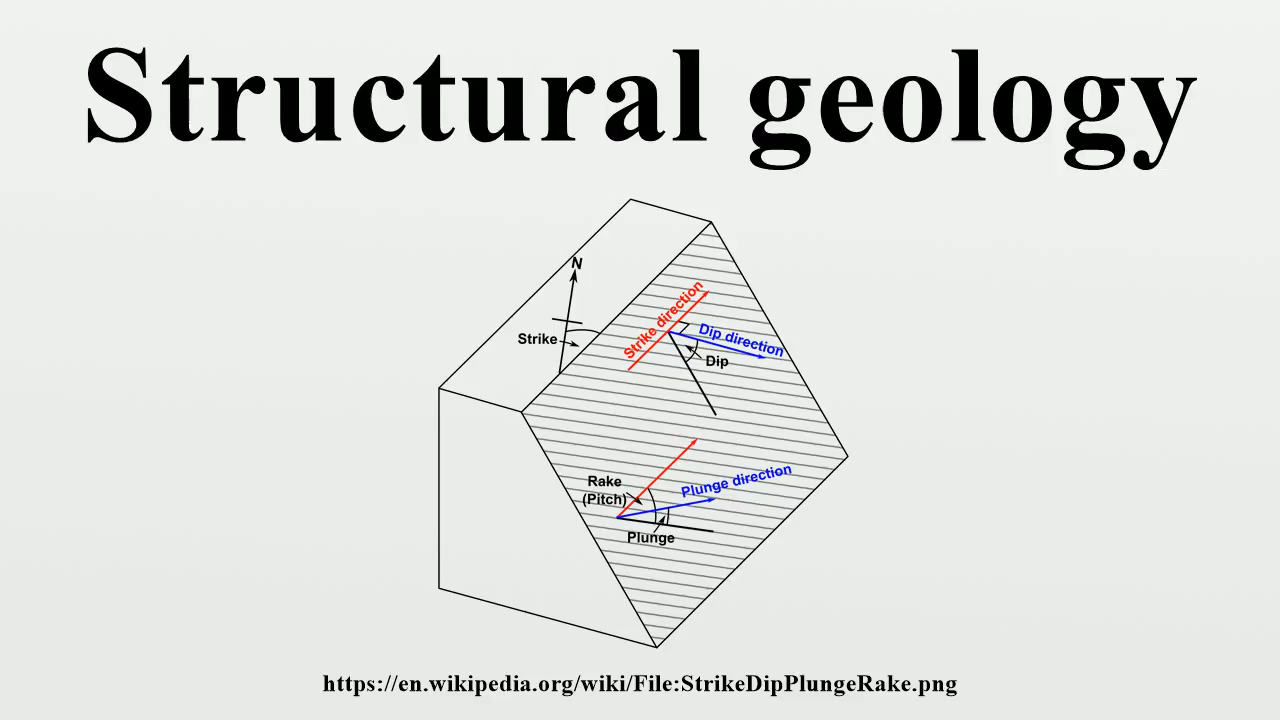 Structural geology
N
Strike direction
Strike
Dip direction
Dip
Rake
(Pitch)
Plunge direction
Plunge
https://en.wikipedia.org/wiki/File:StrikeDipPlungeRake.png